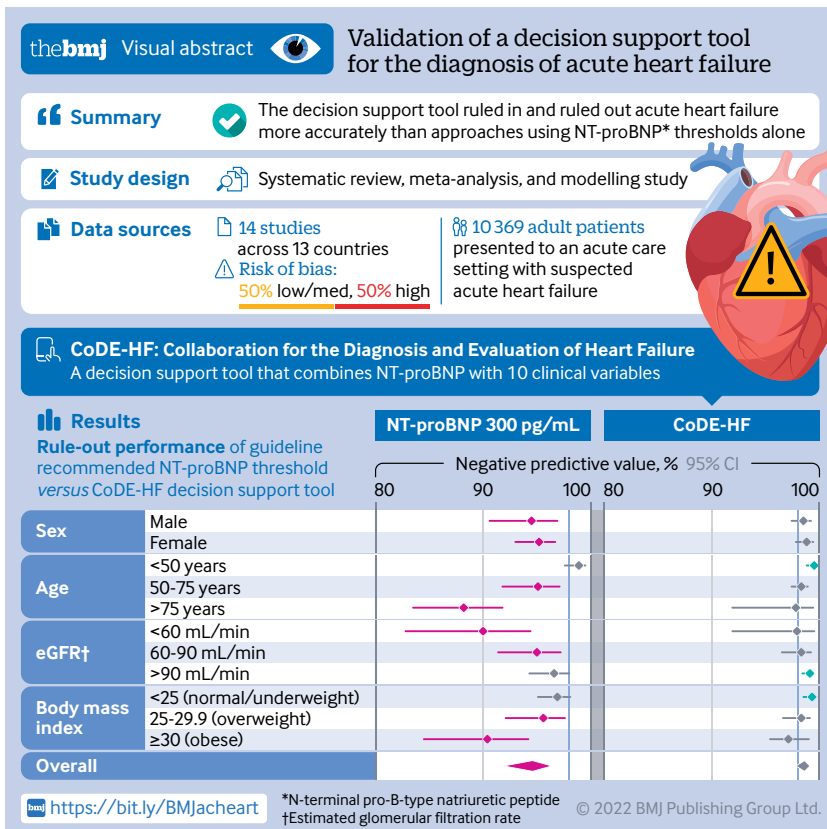 thebmj Visual abstract
Validation of a decision support tool
for the diagnosis of acute heart failure
Summary
The decision support tool ruled in and ruled out acute heart failure
more accurately than approaches using NT-proBNP* thresholds alone
Study design
Systematic review, meta-analysis, and modelling study
Data sources
14 studies
across 13 countries
Risk of bias:
50% low/med, 50% high
10 369 adult patients
presented to an acute care
setting with suspected
acute heart failure
CoDE-HF: Collaboration for the Diagnosis and Evaluation of Heart Failure
A decision support tool that combines NT-proBNP with 10 clinical variables
Results
Rule-out performance of guideline
recommended NT-proBNP threshold
versus CoDE-HF decision support tool
NT-proBNP 300 pg/mL
CoDE-HF
Negative predictive value, % 95% CI
80 90 100 80 90 100
Sex
Male
Female
Age
<50 years
50-75 years
>75 years
eGFR†
<60 mL/min
60-90 mL/min
>90 mL/min
Body mass
index
<25 (normal/underweight)
25-29.9 (overweight)
≥30 (obese)
Overall
bmj https://bit.ly/BMJacheart
*N-terminal pro-B-type natriuretic peptide
†Estimated glomerular filtration rate
© 2022 BMJ Publishing Group Ltd.